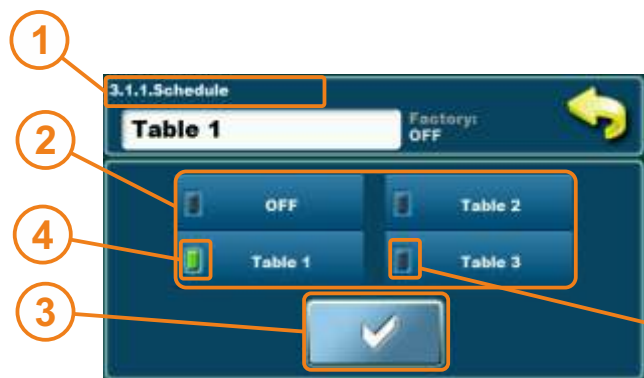 1
3.1.1.Schedule
Table 1
Factory:
OFF
2
OFF
Table 2
4
Table 1
Table 3
3